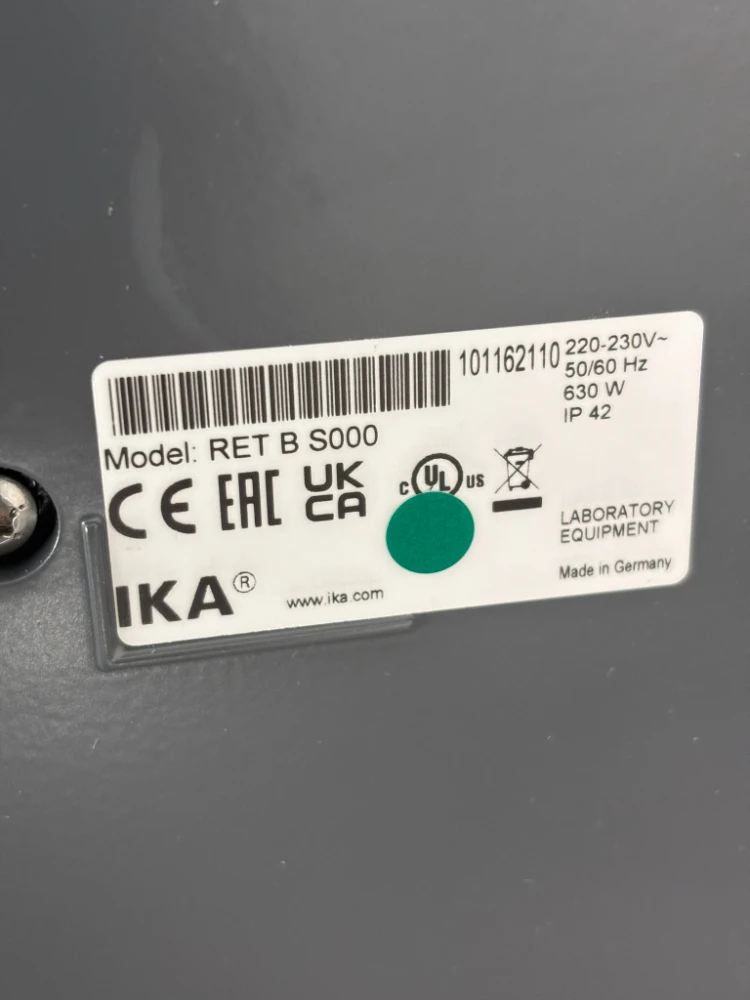 101162110
220-230V~
50/60 Hz
630 W
IP 42
Model: RET B S000
CE EAC UK
CA
C UL US
LABORATORY
EQUIPMENT
Made in Germany
IKA®
www.ika.com